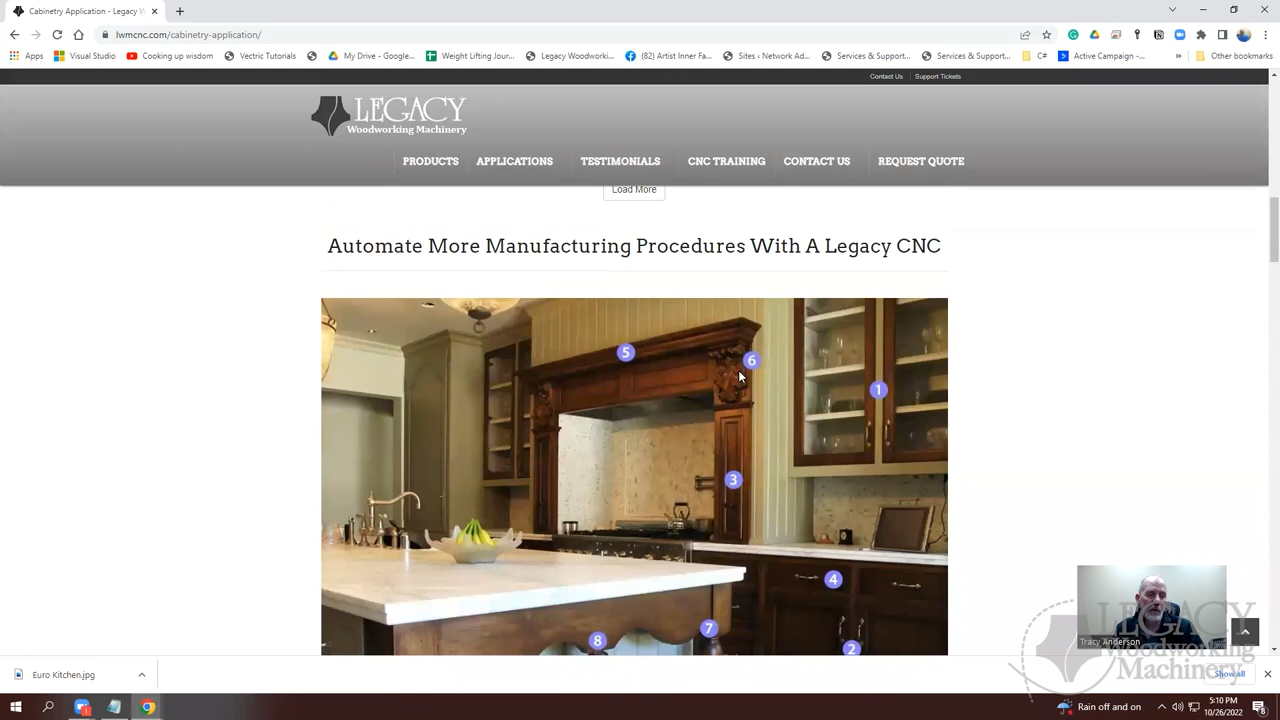 Cabinetry Application - Legacy W
lwmcnc.com/cabinetry-application/
Apps
Visual Studio
Cooking up wisdom
Vectric Tutorials
My Drive - Google...
Weight Lifting Jour...
Legacy Woodworki...
(82) Artist Inner Fa...
Sites ‹ Network Ad...
Services & Support...
Services & Support...
C#
Active Campaign -...
»
Other bookmarks
Contact Us
Support Tickets
LEGACY
Woodworking Machinery
PRODUCTS
APPLICATIONS
TESTIMONIALS
CNC TRAINING
CONTACT US
REQUEST QUOTE
Load More
Automate More Manufacturing Procedures With A Legacy CNC
5
6
1
3
4
7
8
2
Tracy Anderson
LEGACY
Woodworking
Machinery
Euro Kitchen.jpg
Show all
Rain off and on
5:10 PM
10/26/2022
8